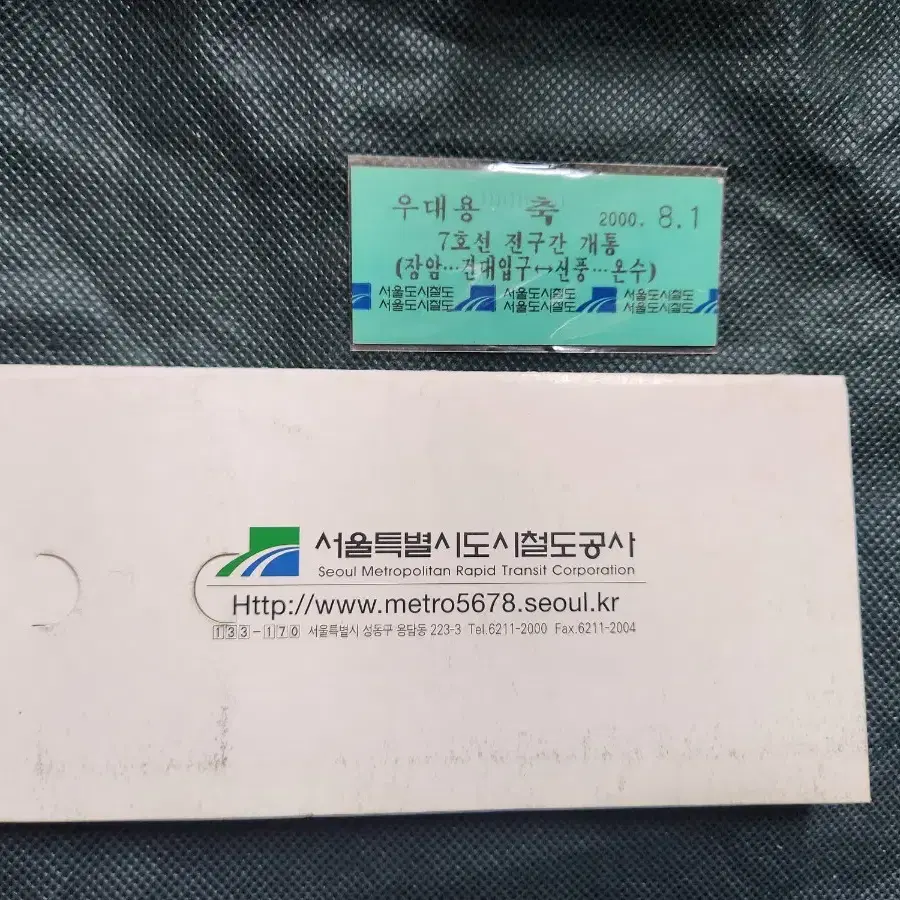 우대용 축 2000. 8.1
7호선 전구간 개통
(장암…건대입구↔신풍…온수)
서울도시철도 서울도시철도 서울도시철도
서울도시철도 서울도시철도 서울도시철도
서울특별시도시철도공사
Seoul Metropolitan Rapid Transit Corporation
Http://www.metro5678.seoul.kr
133-170 서울특별시 성동구 용답동 223-3 Tel.6211-2000 Fax.6211-2004